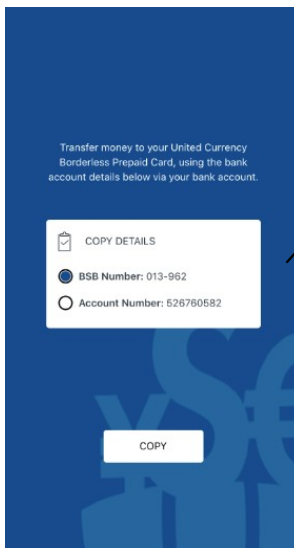 Transfer money to your United Currency
Borderless Prepaid Card, using the bank
account details below via your bank account.
COPY DETAILS
BSB Number: 013-962
Account Number: 526760582
COPY